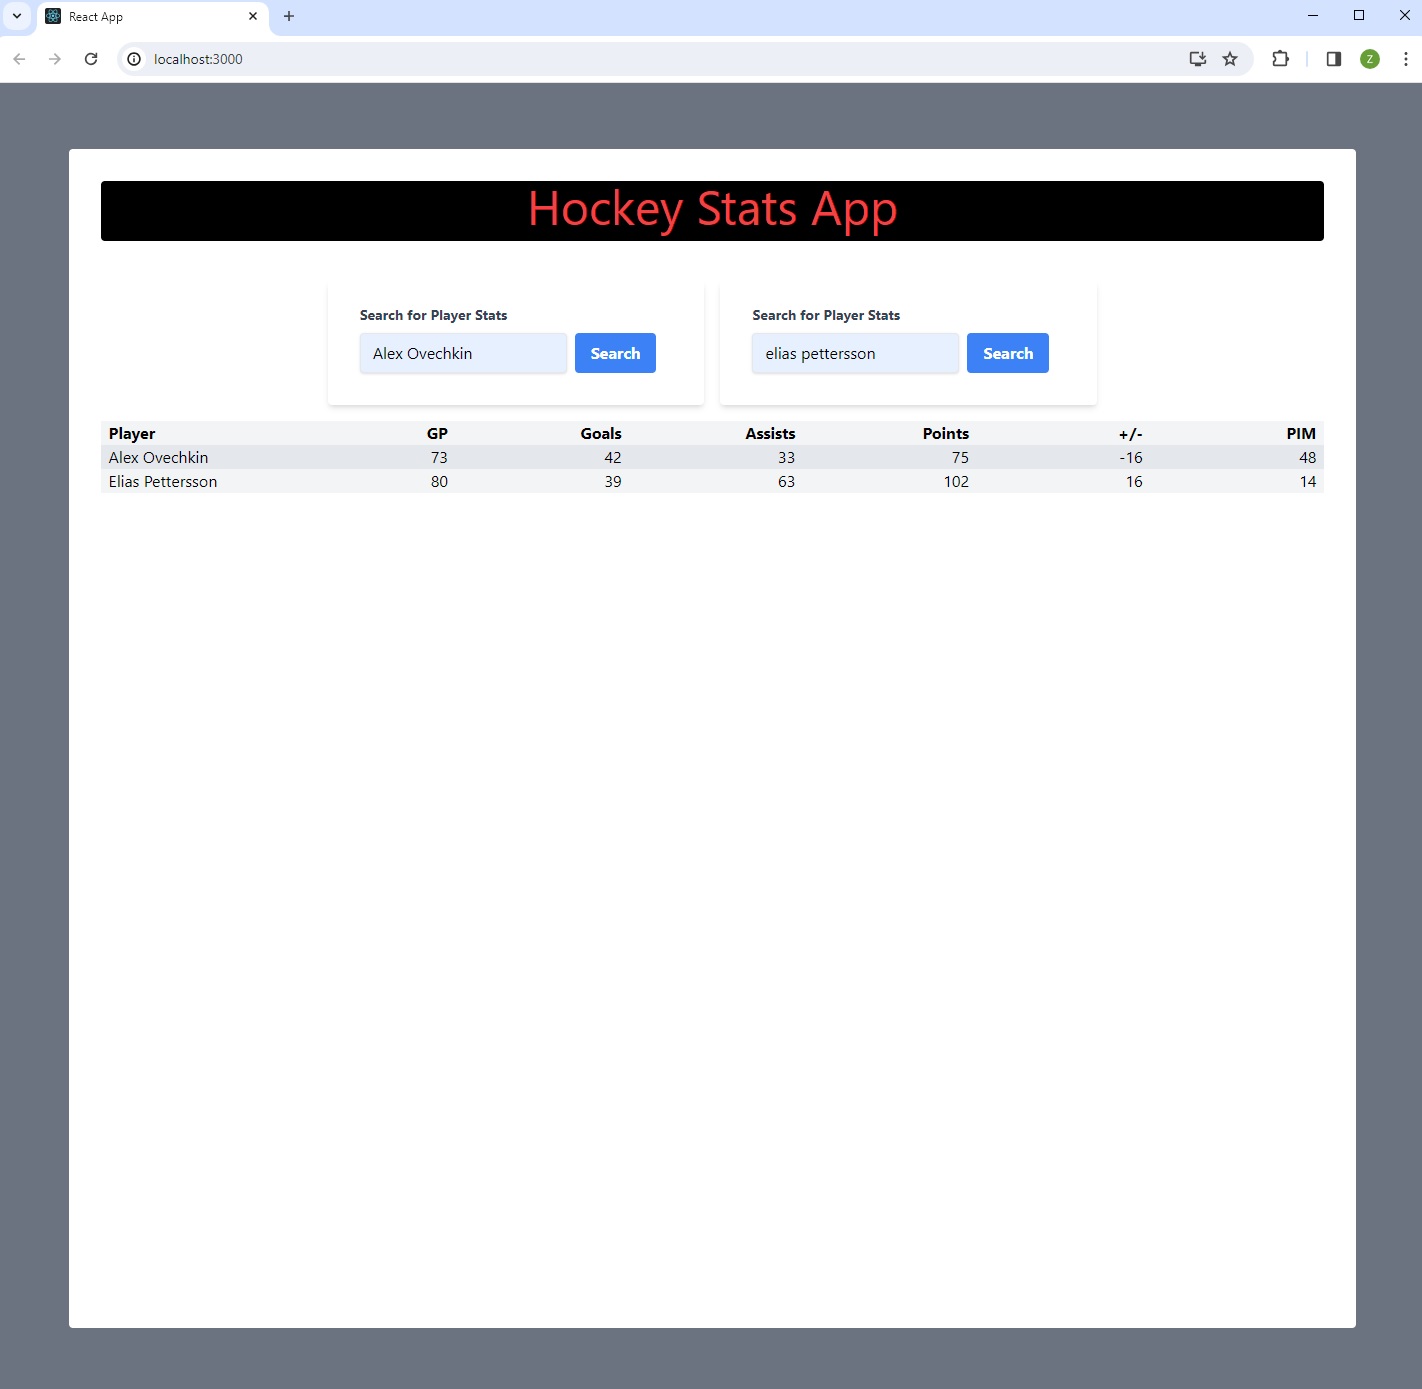 React App
localhost:3000
Z
Hockey Stats App
Search for Player Stats
Alex Ovechkin Search
Search for Player Stats
elias pettersson Search
Player GP Goals Assists Points +/- PIM
Alex Ovechkin 73 42 33 75 -16 48
Elias Pettersson 80 39 63 102 16 14